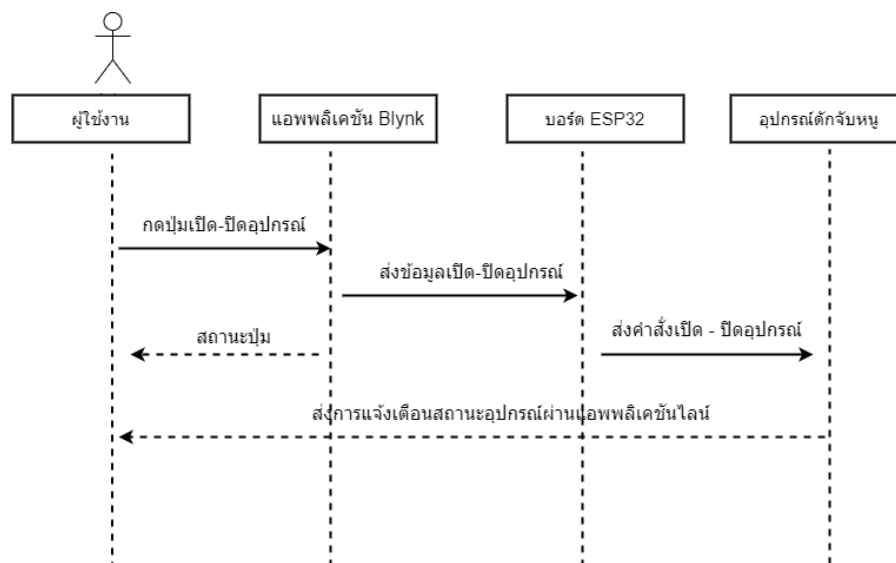 ผู้ใช้งาน
แอพพลิเคชัน Blynk
บอร์ด ESP32
อุปกรณ์ดักจับหนู
กดปุ่มเปิด-ปิดอุปกรณ์
ส่งข้อมูลเปิด-ปิดอุปกรณ์
สถานะปุ่ม
ส่งคำสั่งเปิด - ปิดอุปกรณ์
ส่งการแจ้งเตือนสถานะอุปกรณ์ผ่านแอพพลิเคชันไลน์